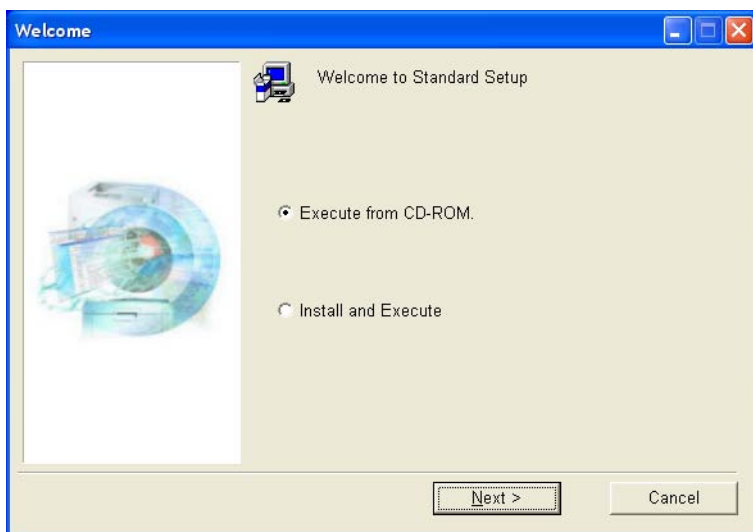 Welcome
Welcome to Standard Setup
Execute from CD-ROM.
Install and Execute
Next >
Cancel